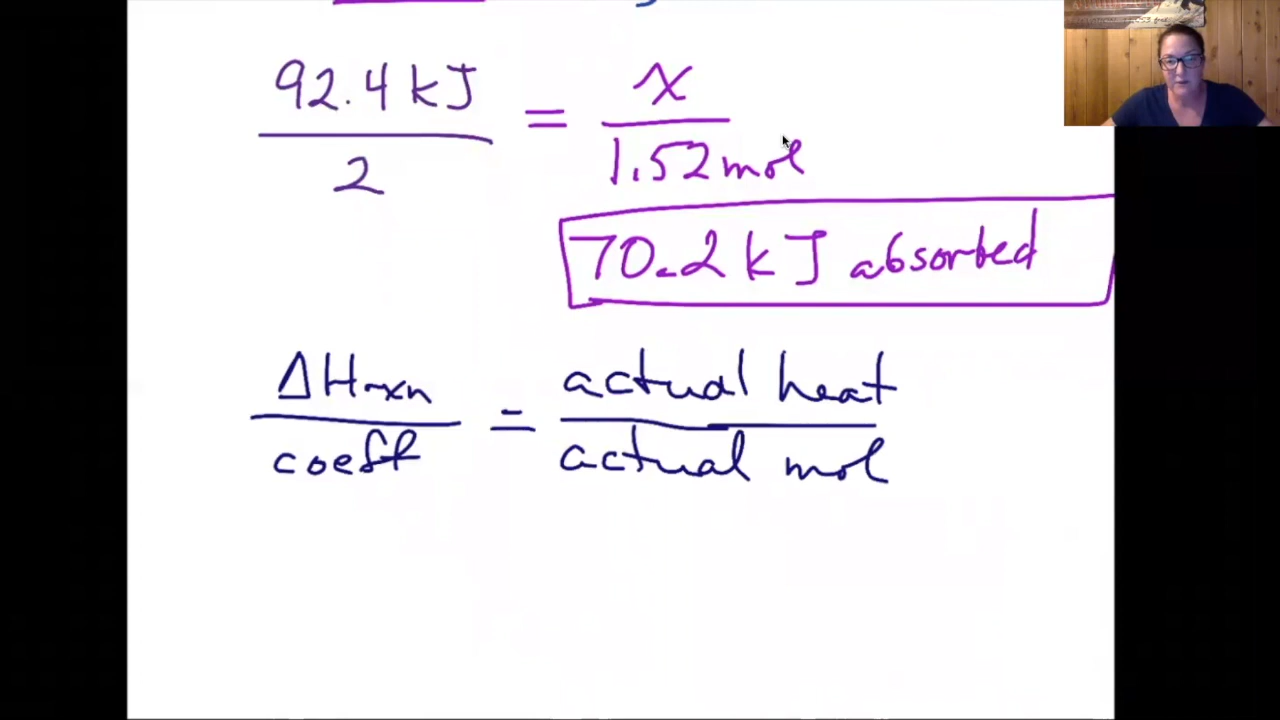 92.4 kJ
2
=
x
1.52 mol
70.2 kJ absorbed
ΔHrxn
coeff
=
actual heat
actual mol